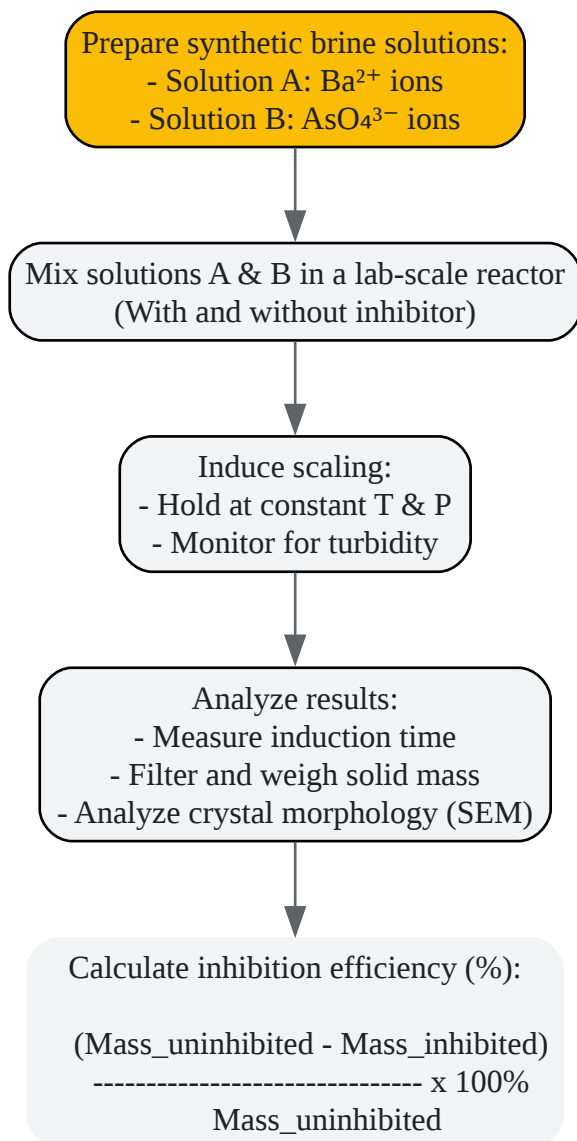 Prepare synthetic brine solutions:
- Solution A: Ba²⁺ ions
- Solution B: AsO₄³⁻ ions
Mix solutions A & B in a lab-scale reactor
(With and without inhibitor)
Induce scaling:
- Hold at constant T & P
- Monitor for turbidity
Analyze results:
- Measure induction time
- Filter and weigh solid mass
- Analyze crystal morphology (SEM)
Calculate inhibition efficiency (%):
(Mass_uninhibited - Mass_inhibited)
------------------------------- x 100%
Mass_uninhibited